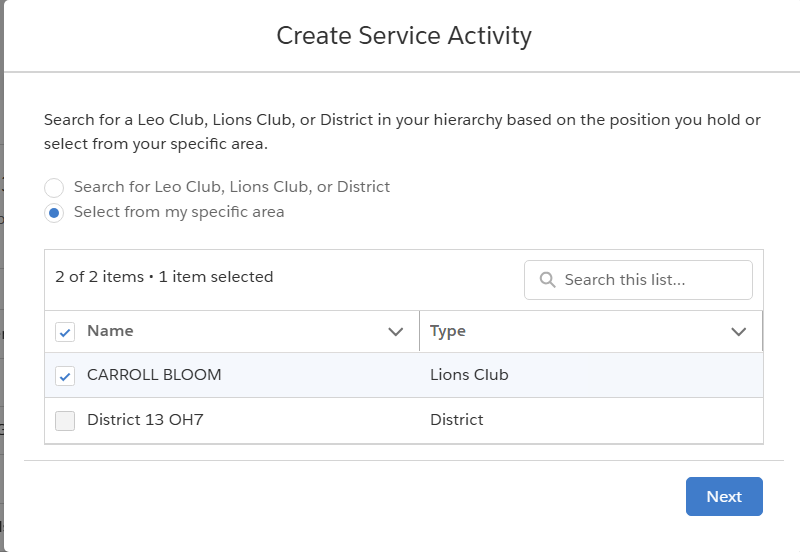 Create Service Activity
Search for a Leo Club, Lions Club, or District in your hierarchy based on the position you hold or
select from your specific area.
Search for Leo Club, Lions Club, or District
Select from my specific area
2 of 2 items • 1 item selected
Search this list...
Name Type
CARROLL BLOOM Lions Club
District 13 OH7 District
Next